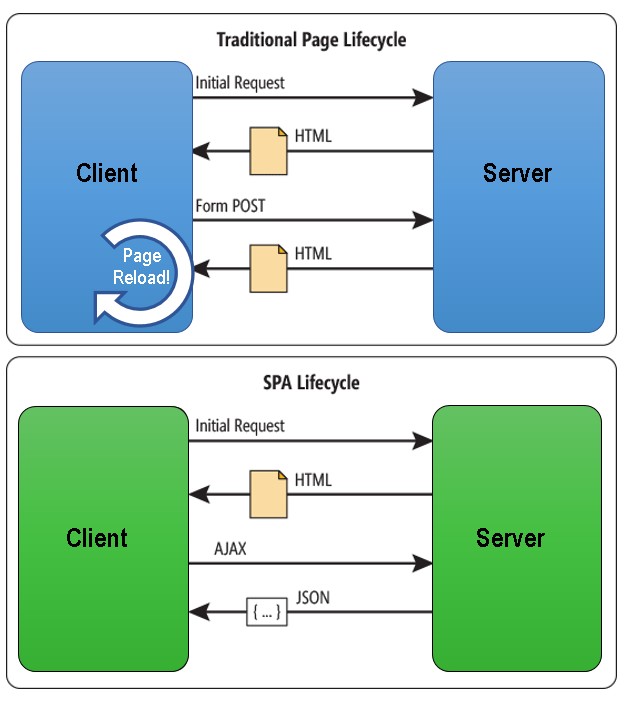 Traditional Page Lifecycle
Initial Request
HTML
Client
Server
Form POST
Page
Reload!
HTML
SPA Lifecycle
Initial Request
HTML
Client
Server
AJAX
JSON
{ ... }